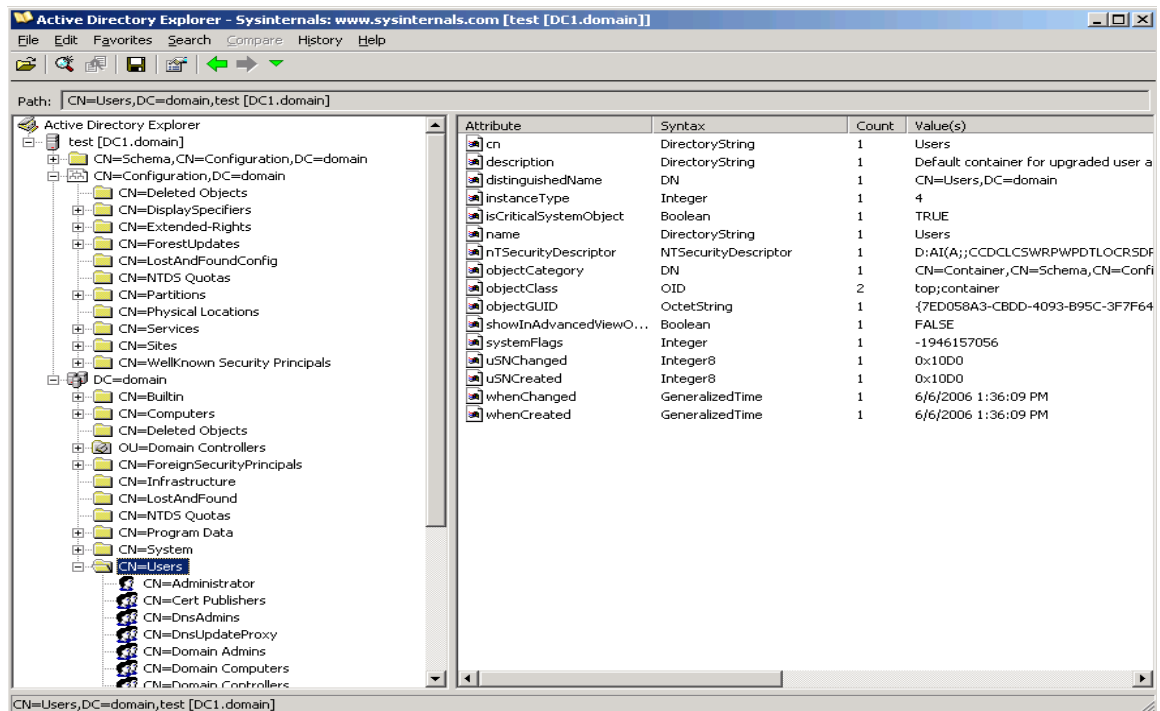 Active Directory Explorer - Sysinternals: www.sysinternals.com [test [DC1.domain]]
File Edit Favorites Search Compare History Help
Path: CN=Users,DC=domain,test [DC1.domain]
Active Directory Explorer
test [DC1.domain]
CN=Schema,CN=Configuration,DC=domain
CN=Configuration,DC=domain
CN=Deleted Objects
CN=DisplaySpecifiers
CN=Extended-Rights
CN=ForestUpdates
CN=LostAndFoundConfig
CN=NTDS Quotas
CN=Partitions
CN=Physical Locations
CN=Services
CN=Sites
CN=WellKnown Security Principals
DC=domain
CN=Builtin
CN=Computers
CN=Deleted Objects
OU=Domain Controllers
CN=ForeignSecurityPrincipals
CN=Infrastructure
CN=LostAndFound
CN=NTDS Quotas
CN=Program Data
CN=System
CN=Users
CN=Administrator
CN=Cert Publishers
CN=DnsAdmins
CN=DnsUpdateProxy
CN=Domain Admins
CN=Domain Computers
CN=Domain Controllers
Attribute Syntax Count Value(s)
cn DirectoryString 1 Users
description DirectoryString 1 Default container for upgraded user a
distinguishedName DN 1 CN=Users,DC=domain
instanceType Integer 1 4
isCriticalSystemObject Boolean 1 TRUE
name DirectoryString 1 Users
nTSecurityDescriptor NTSecurityDescriptor 1 D:AI(A;;CCDCLCSWRPWPDTLOCRSDR
objectCategory DN 1 CN=Container,CN=Schema,CN=Confi
objectClass OID 2 top;container
objectGUID OctetString 1 {7ED058A3-CBDD-4093-B95C-3F7F64
showInAdvancedViewO... Boolean 1 FALSE
systemFlags Integer 1 -1946157056
uSNChanged Integer8 1 0x10D0
uSNCreated Integer8 1 0x10D0
whenChanged GeneralizedTime 1 6/6/2006 1:36:09 PM
whenCreated GeneralizedTime 1 6/6/2006 1:36:09 PM
CN=Users,DC=domain,test [DC1.domain]